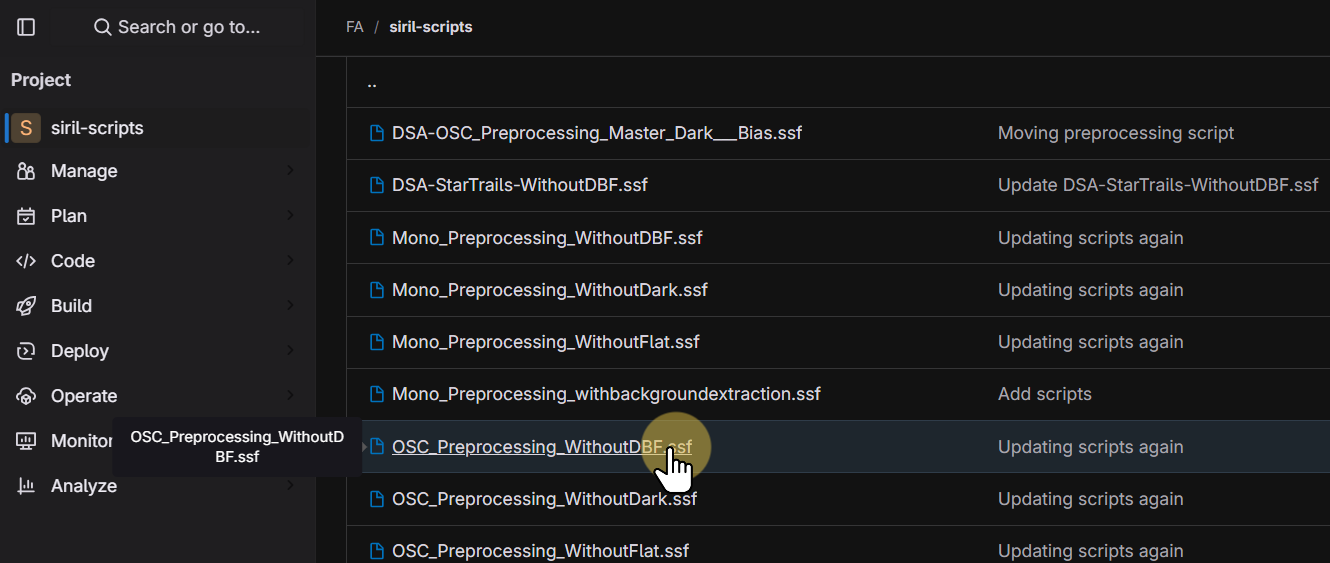 Search or go to...
FA / siril-scripts
Project
S siril-scripts
Manage
Plan
Code
Build
Deploy
Operate
Monitor
Analyze
OSC_Preprocessing_WithoutD
BF.ssf
..
DSA-OSC_Preprocessing_Master_Dark___Bias.ssf Moving preprocessing script
DSA-StarTrails-WithoutDBF.ssf Update DSA-StarTrails-WithoutDBF.ssf
Mono_Preprocessing_WithoutDBF.ssf Updating scripts again
Mono_Preprocessing_WithoutDark.ssf Updating scripts again
Mono_Preprocessing_WithoutFlat.ssf Updating scripts again
Mono_Preprocessing_withbackgroundextraction.ssf Add scripts
OSC_Preprocessing_WithoutDBF.ssf Updating scripts again
OSC_Preprocessing_WithoutDark.ssf Updating scripts again
OSC_Preprocessing_WithoutFlat.ssf Updating scripts again